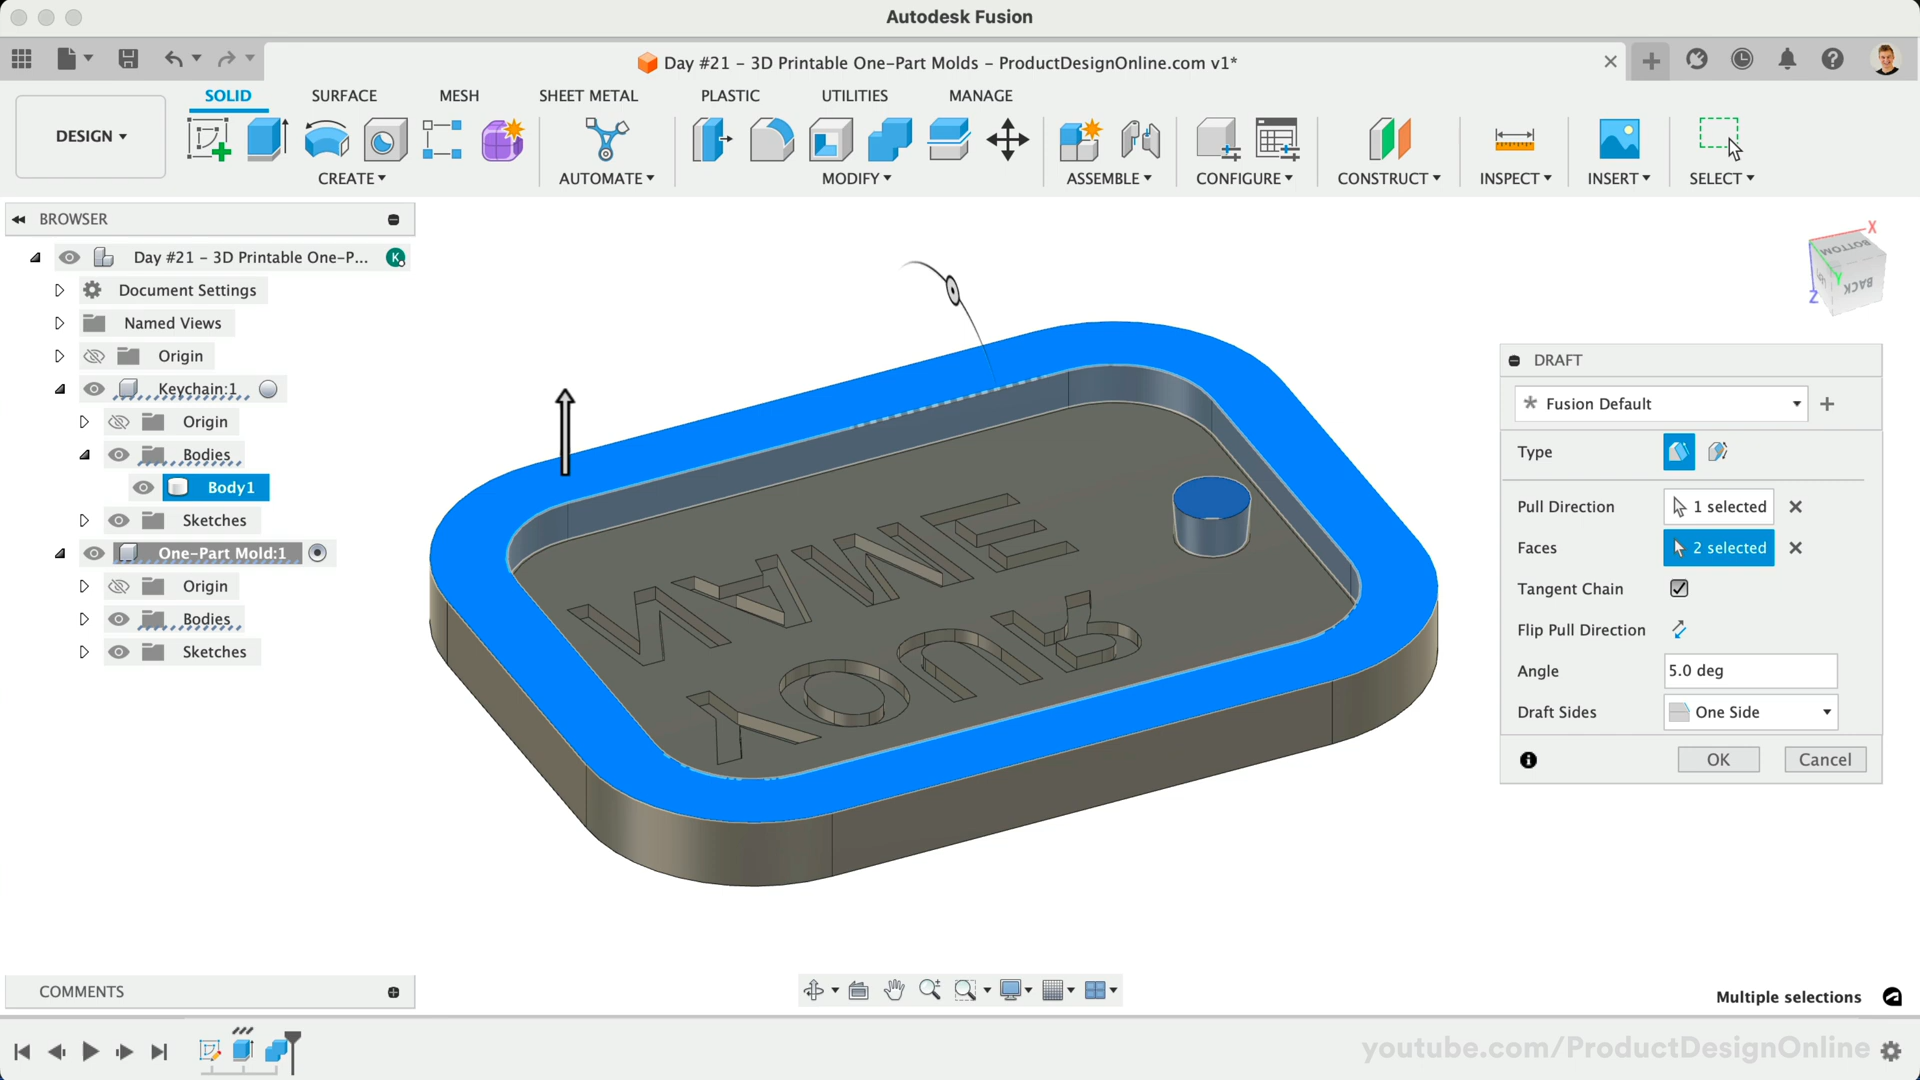 Autodesk Fusion
Day #21 – 3D Printable One-Part Molds – ProductDesignOnline.com v1*
SOLID SURFACE MESH SHEET METAL PLASTIC UTILITIES MANAGE
DESIGN
CREATE AUTOMATE MODIFY ASSEMBLE CONFIGURE CONSTRUCT INSPECT INSERT SELECT
BROWSER
Day #21 – 3D Printable One-P...
K
Document Settings
Named Views
Origin
Keychain:1
Origin
Bodies
Body1
Sketches
One-Part Mold:1
Origin
Bodies
Sketches
YOUR
NAME
X
BOTTOM
Y
BACK
Z
DRAFT
Fusion Default
Type
Pull Direction 1 selected
Faces 2 selected
Tangent Chain
Flip Pull Direction
Angle 5.0 deg
Draft Sides One Side
OK Cancel
COMMENTS
Multiple selections
youtube.com/ProductDesignOnline